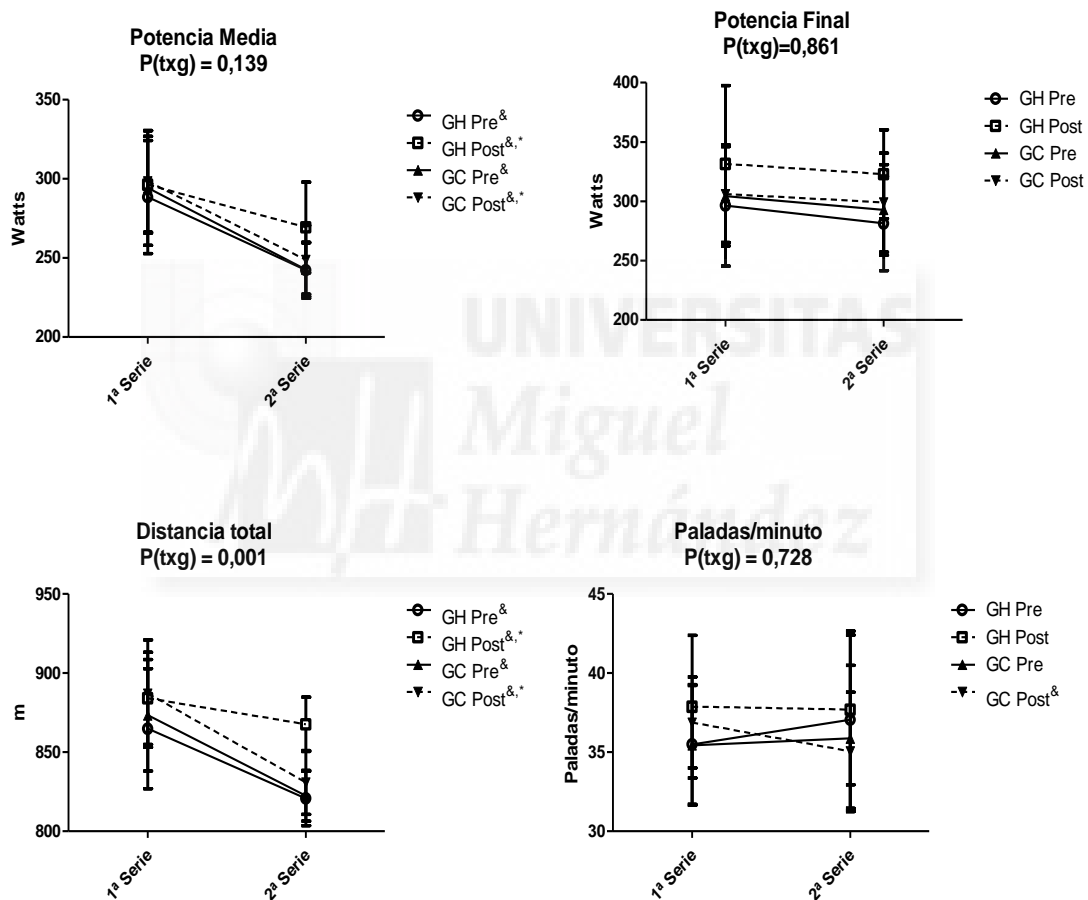 Potencia Media
P(txg) = 0,139
350
300
250
200
Watts
1ª Serie
2ª Serie
GH Pre&
GH Post&,*
GC Pre&
GC Post&,*
Potencia Final
P(txg)=0,861
400
350
300
250
200
Watts
1ª Serie
2ª Serie
GH Pre
GH Post
GC Pre
GC Post
UNIVERSITAS
Miguel
Hernández
Distancia total
P(txg) = 0,001
950
900
850
800
m
1ª Serie
2ª Serie
GH Pre&
GH Post&,*
GC Pre&
GC Post&,*
Paladas/minuto
P(txg) = 0,728
45
40
35
30
Paladas/minuto
1ª Serie
2ª Serie
GH Pre
GH Post
GC Pre
GC Post&